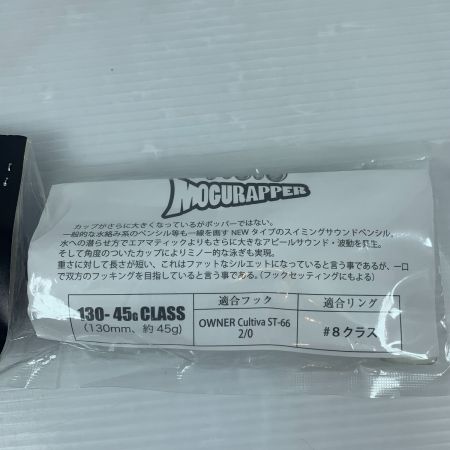 MOGURAPPER
カップがさらに大きくなっているがポッパーではない。
一般的な水絡み系のペンシル等も一線を画すNEWタイプのスイミングサウンドペンシル。
水への潜らせ方でエアマティックよりもさらに大きなアピールサウンド・波動を発生。
そして角度のついたカップによりミノー的な泳ぎも実現。
重さに対して長さが短い、これはファットなシルエットになっていると言う事であるが、一口
で双方のフッキングを目指していると言う事である。(フックセッティングにもよる)
130- 45g CLASS
(130mm、約45g)
適合フック
適合リング
OWNER Cultiva ST-66
2/0
#8クラス